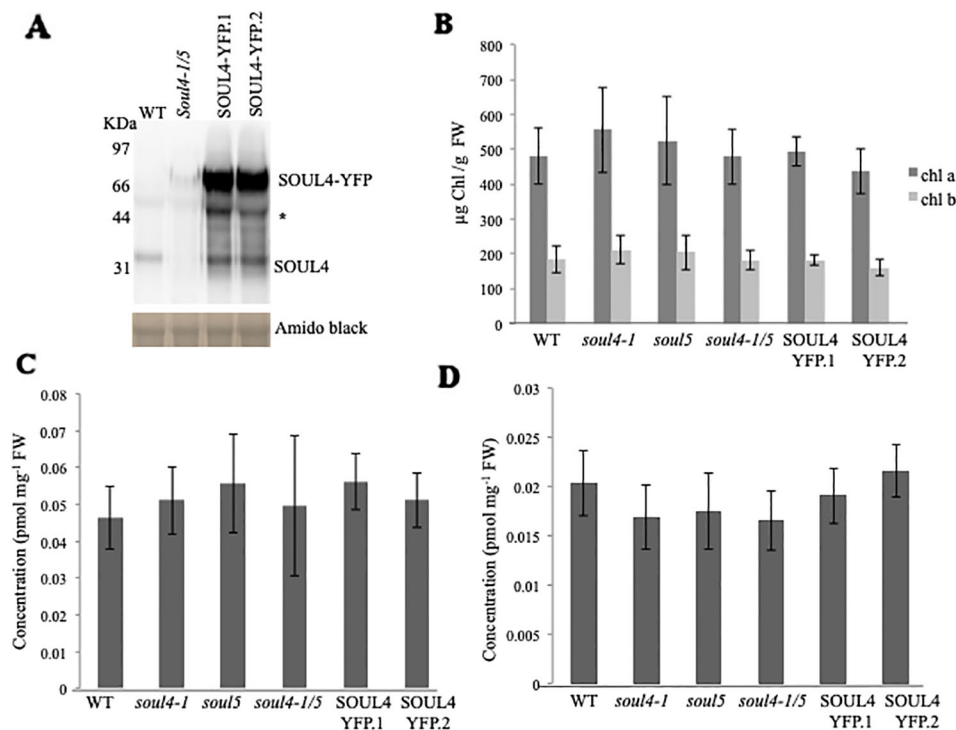 A
WT
Soul4-1/5
SOUL4-YFP.1
SOUL4-YFP.2
KDa
97
66
44
31
SOUL4-YFP
*
SOUL4
Amido black
B
µg Chl /g FW
800
700
600
500
400
300
200
100
0
WT
soul4-1
soul5
soul4-1/5
SOUL4
YFP.1
SOUL4
YFP.2
chl a
chl b
C
Concentration (pmol mg-1 FW
0.08
0.07
0.06
0.05
0.04
0.03
0.02
0.01
0
WT
soul4-1
soul5
soul4-1/5
SOUL4
YFP.1
SOUL4
YFP.2
D
Concentration (pmol mg-1 FW)
0.03
0.025
0.02
0.015
0.01
0.005
0
WT
soul4-1
soul5
soul4-1/5
SOUL4
YFP.1
SOUL4
YFP.2